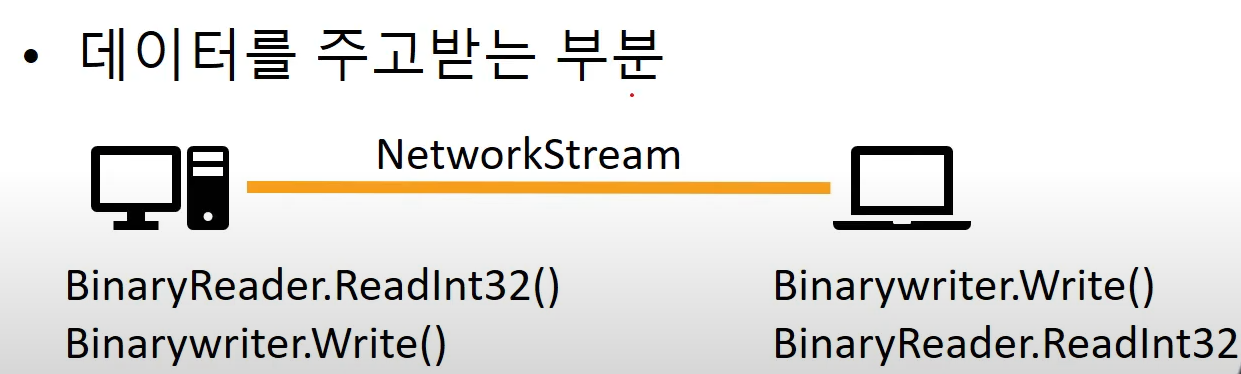 • 데이터를 주고받는 부분
NetworkStream
BinaryReader.ReadInt32()
Binarywriter.Write()
Binarywriter.Write()
BinaryReader.ReadInt32